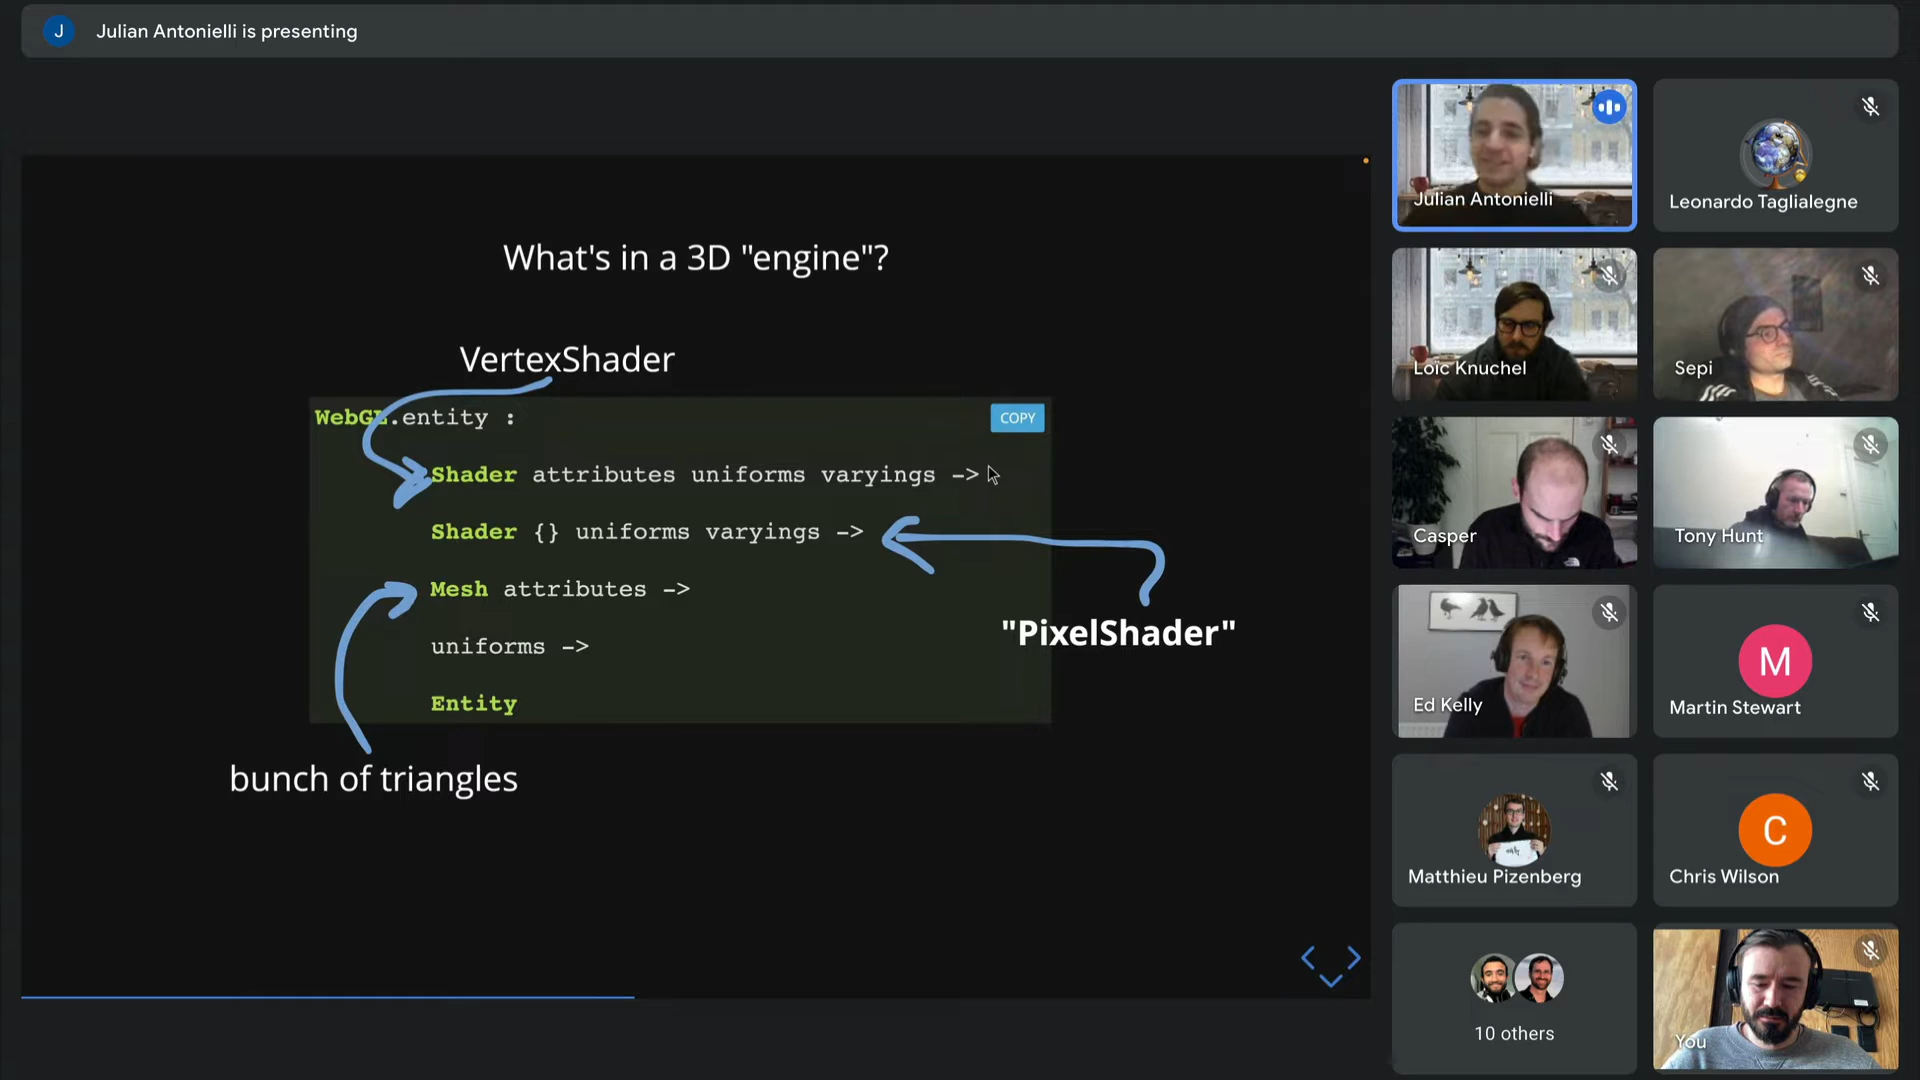 J Julian Antonielli is presenting
What's in a 3D "engine"?
VertexShader
WebGL.entity :
COPY
Shader attributes uniforms varyings ->
Shader {} uniforms varyings ->
Mesh attributes ->
uniforms ->
"PixelShader"
Entity
bunch of triangles
Julian Antonielli
Leonardo Taglialegne
Loïc Knuchel
Sepi
Casper
Tony Hunt
Ed Kelly
M
Martin Stewart
Matthieu Pizenberg
C
Chris Wilson
10 others
You